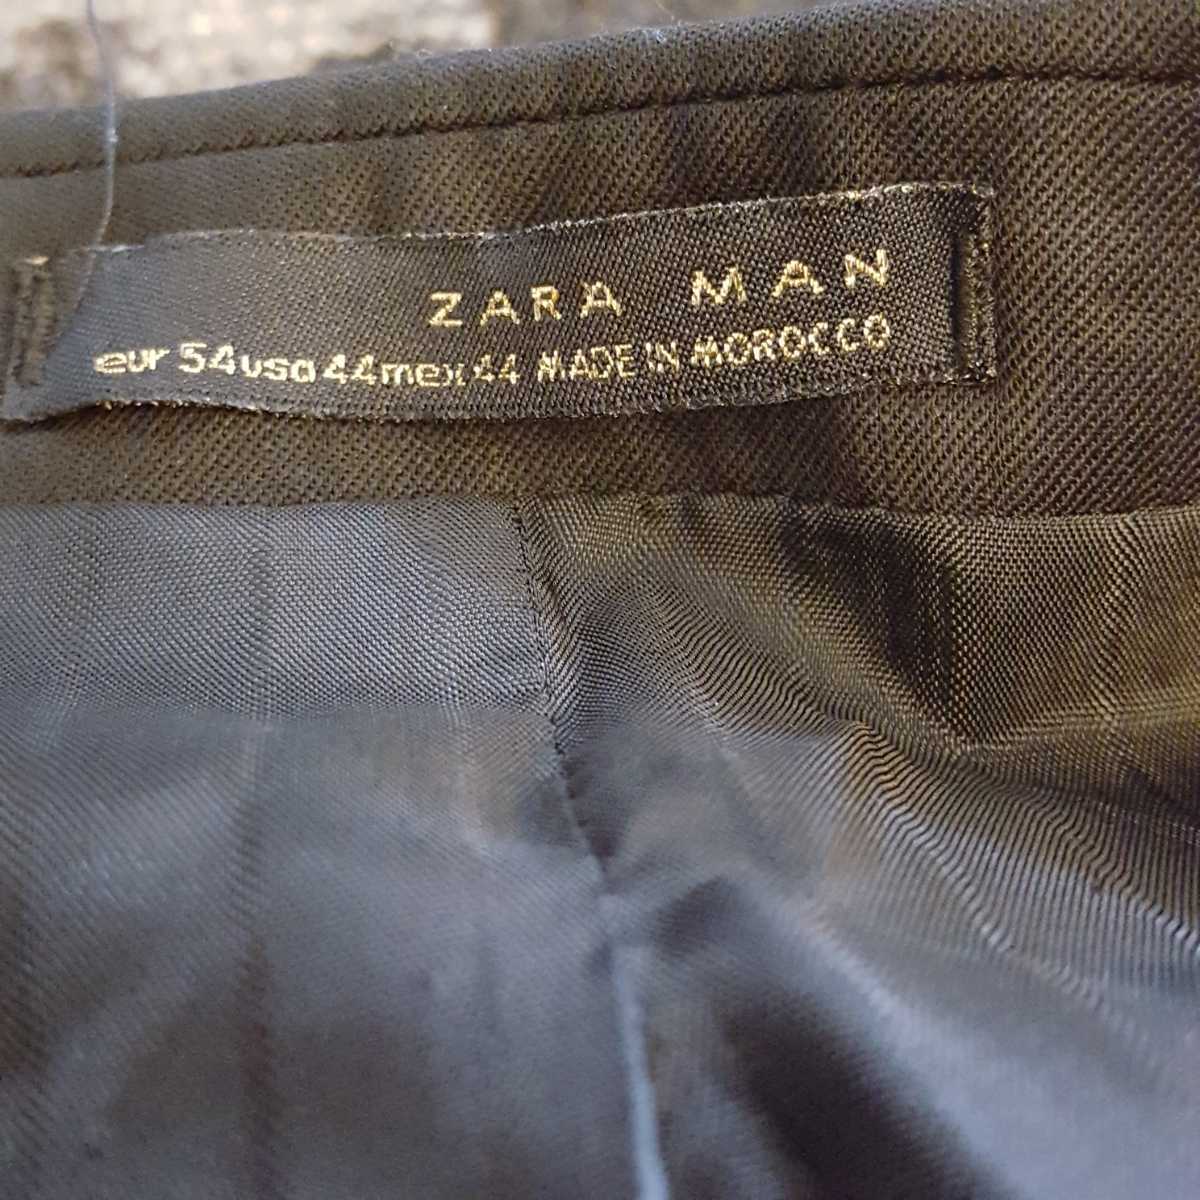 ZARA MAN
eur 54 usa 44 mex 44 MADE IN MOROCCO